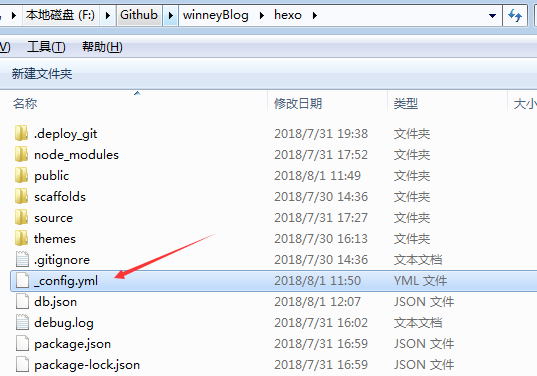 本地磁盘 (F:) Github winneyBlog hexo
(V) 工具(T) 帮助(H)
新建文件夹
名称 修改日期 类型 大小
.deploy_git 2018/7/31 19:38 文件夹
node_modules 2018/7/31 17:52 文件夹
public 2018/8/1 11:49 文件夹
scaffolds 2018/7/30 14:36 文件夹
source 2018/7/31 17:27 文件夹
themes 2018/7/30 16:13 文件夹
.gitignore 2018/7/30 14:36 文本文档
_config.yml 2018/8/1 11:50 YML 文件
db.json 2018/8/1 12:07 JSON 文件
debug.log 2018/7/31 16:02 文本文档
package.json 2018/7/31 16:59 JSON 文件
package-lock.json 2018/7/31 16:59 JSON 文件